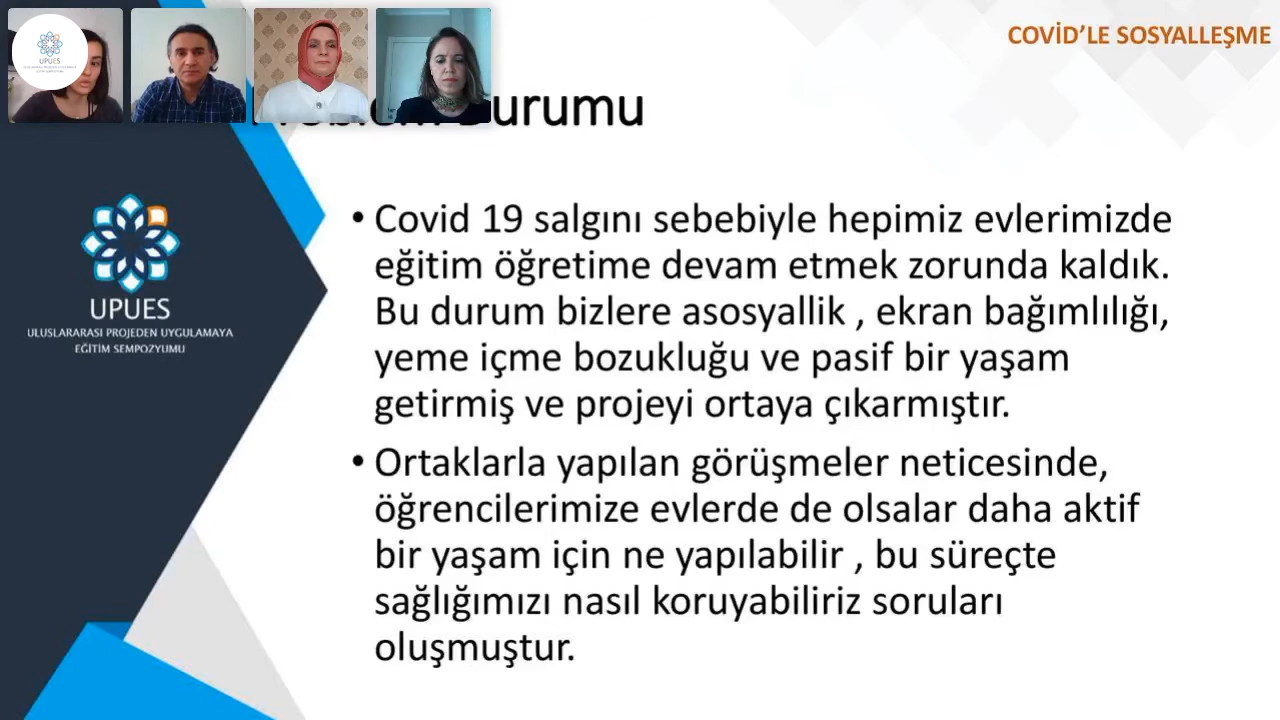 COVİD'LE SOSYALLEŞME
Problem Durumu
• Covid 19 salgını sebebiyle hepimiz evlerimizde
eğitim öğretime devam etmek zorunda kaldık.
Bu durum bizlere asosyallik , ekran bağımlılığı,
yeme içme bozukluğu ve pasif bir yaşam
getirmiş ve projeyi ortaya çıkarmıştır.
• Ortaklarla yapılan görüşmeler neticesinde,
öğrencilerimize evlerde de olsalar daha aktif
bir yaşam için ne yapılabilir , bu süreçte
sağlığımızı nasıl koruyabiliriz soruları
oluşmuştur.
UPUES
ULUSLARARASI PROJEDEN UYGULAMAYA
EĞİTİM SEMPOZYUMU
UPUES